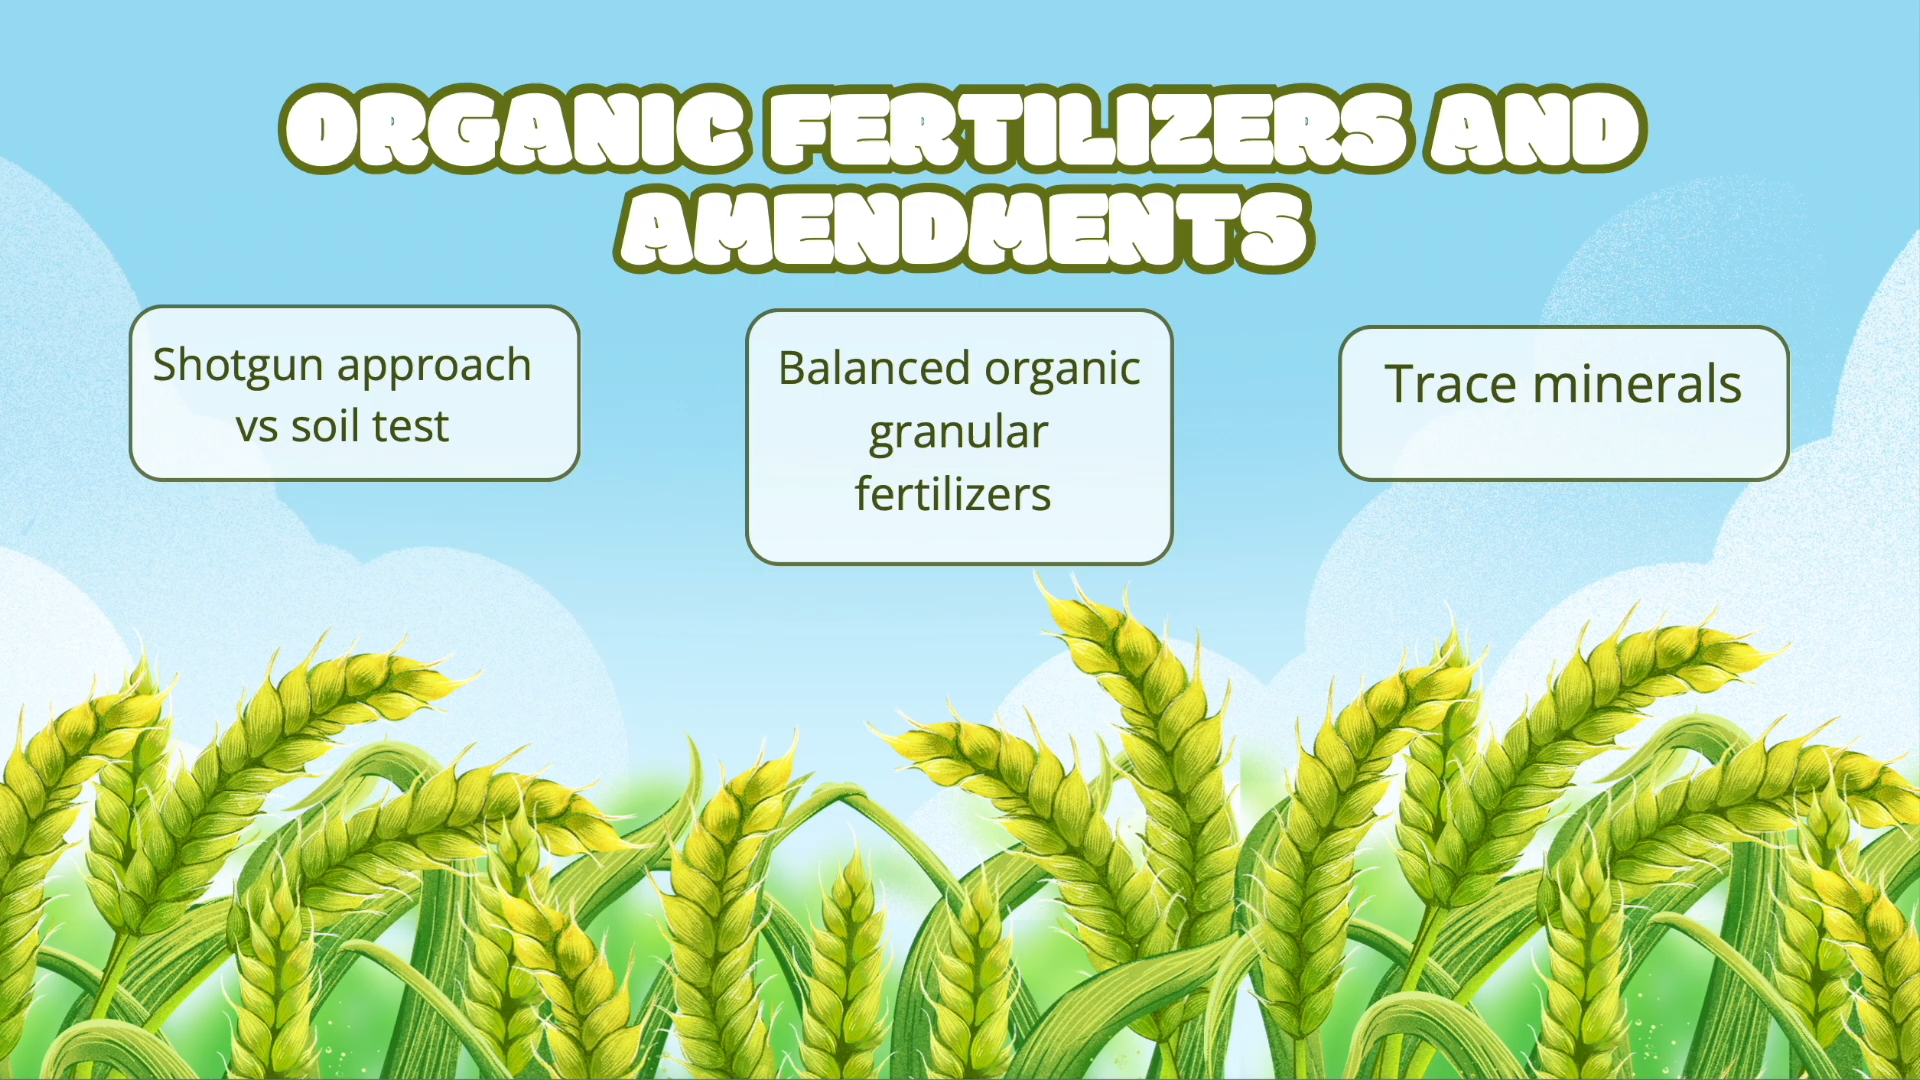 ORGANIC FERTILIZERS AND
AMENDMENTS
Shotgun approach
vs soil test
Balanced organic
granular
fertilizers
Trace minerals